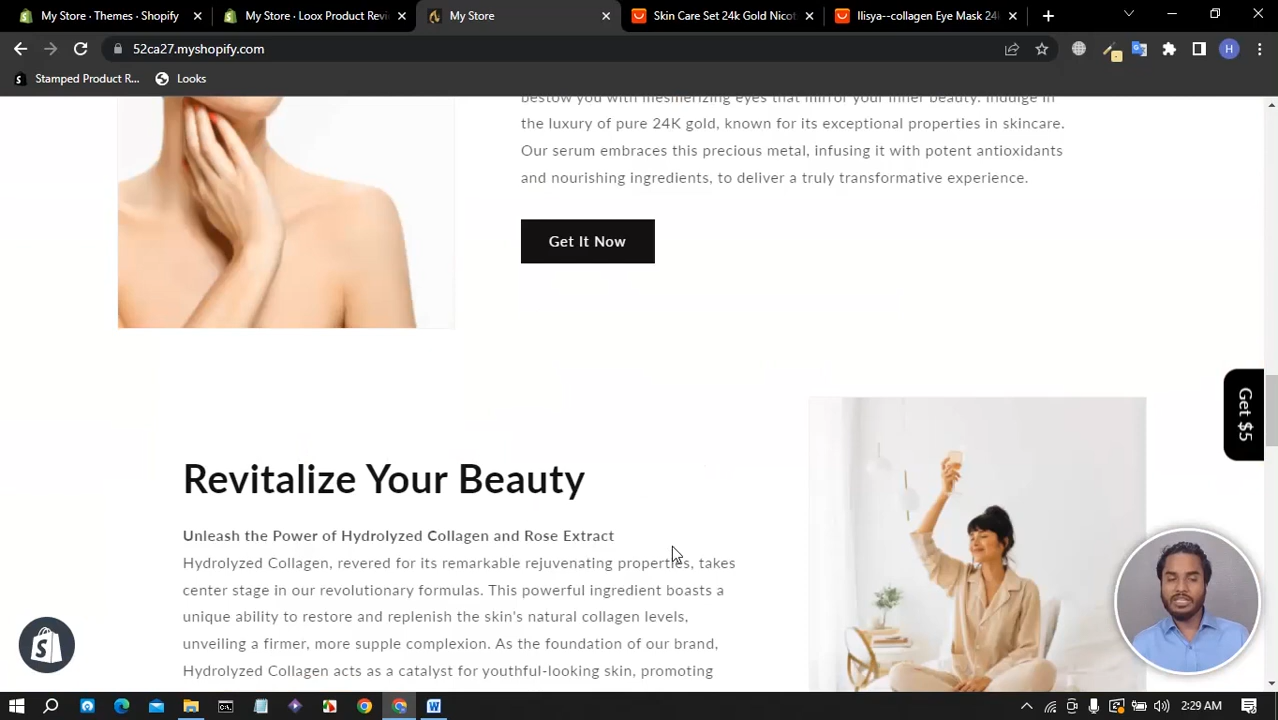 My Store · Themes · Shopify
My Store · Loox Product Revi
My Store
Skin Care Set 24k Gold Nicot
Ilisya--collagen Eye Mask 24
52ca27.myshopify.com
H
Stamped Product R...
Looks
bestow you with mesmerizing eyes that mirror your inner beauty. Indulge in
the luxury of pure 24K gold, known for its exceptional properties in skincare.
Our serum embraces this precious metal, infusing it with potent antioxidants
and nourishing ingredients, to deliver a truly transformative experience.
Get It Now
Get $5
Revitalize Your Beauty
Unleash the Power of Hydrolyzed Collagen and Rose Extract
Hydrolyzed Collagen, revered for its remarkable rejuvenating properties, takes
center stage in our revolutionary formulas. This powerful ingredient boasts a
unique ability to restore and replenish the skin's natural collagen levels,
unveiling a firmer, more supple complexion. As the foundation of our brand,
Hydrolyzed Collagen acts as a catalyst for youthful-looking skin, promoting
2:29 AM